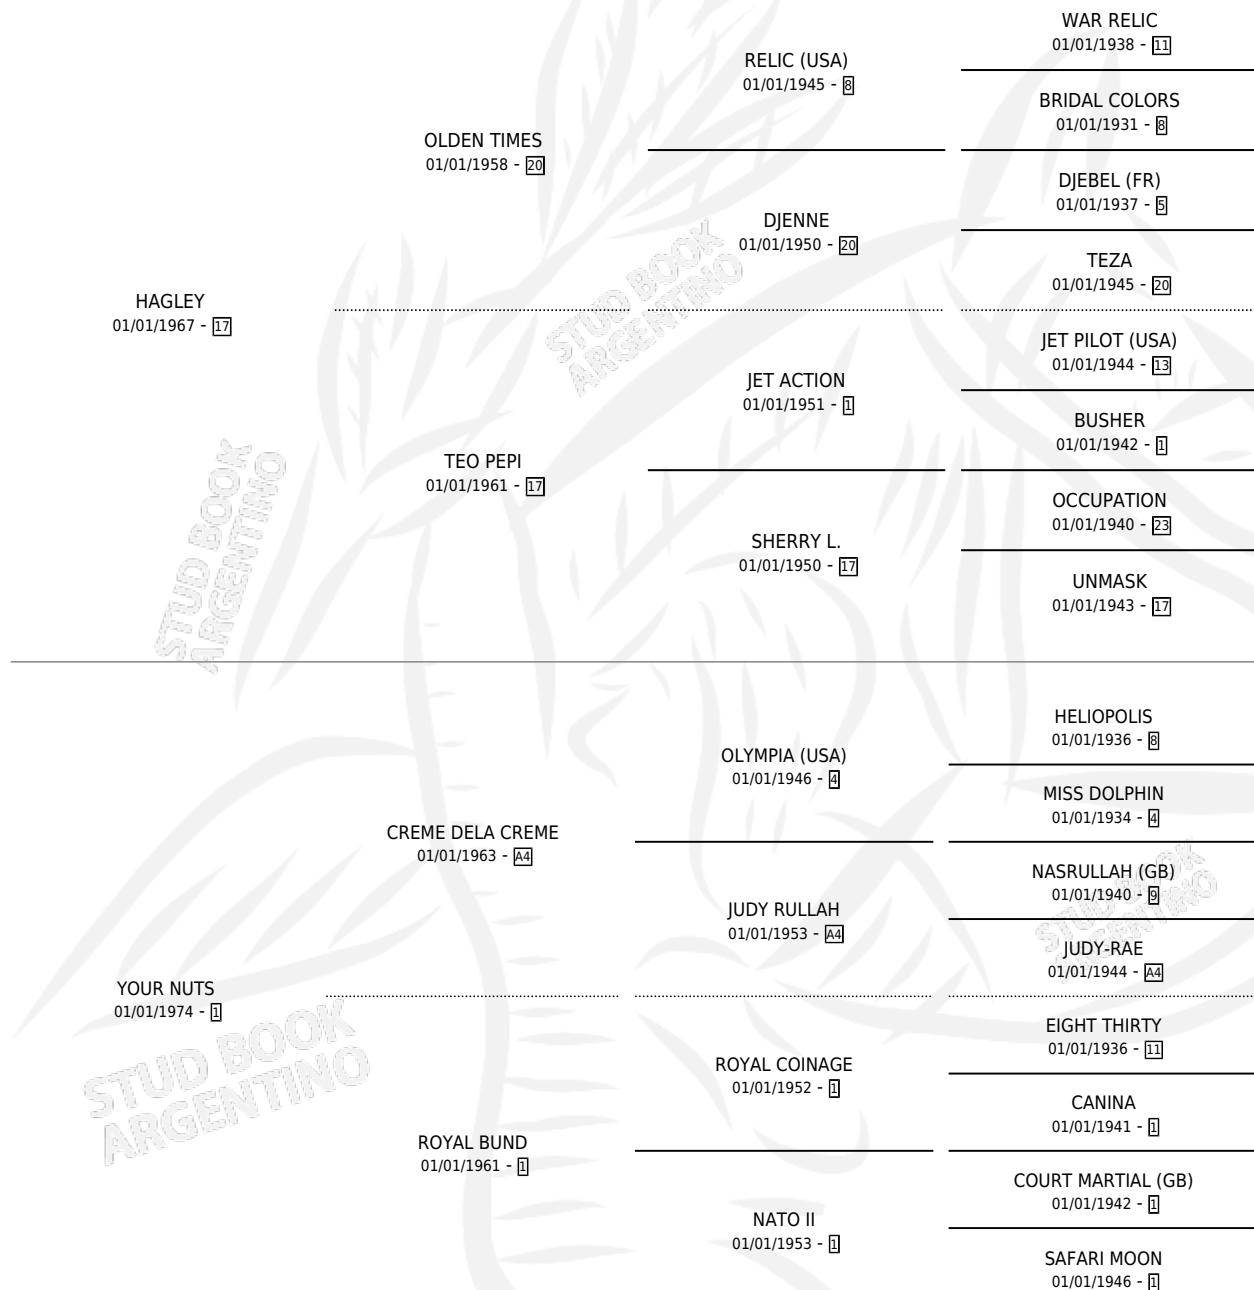 WAR RELIC
01/01/1938 - 11
RELIC (USA)
01/01/1945 - 8
BRIDAL COLORS
01/01/1931 - 8
OLDEN TIMES
01/01/1958 - 20
DJEBEL (FR)
01/01/1937 - 5
DJENNE
01/01/1950 - 20
TEZA
01/01/1945 - 20
HAGLEY
01/01/1967 - 17
JET PILOT (USA)
01/01/1944 - 13
JET ACTION
01/01/1951 - 1
BUSHER
01/01/1942 - 1
TEO PEPI
01/01/1961 - 17
OCCUPATION
01/01/1940 - 23
SHERRY L.
01/01/1950 - 17
UNMASK
01/01/1943 - 17
HELIOPOLIS
01/01/1936 - 8
OLYMPIA (USA)
01/01/1946 - 4
MISS DOLPHIN
01/01/1934 - 4
CREME DELA CREME
01/01/1963 - A4
NASRULLAH (GB)
01/01/1940 - 9
JUDY RULLAH
01/01/1953 - A4
JUDY-RAE
01/01/1944 - A4
YOUR NUTS
01/01/1974 - 1
EIGHT THIRTY
01/01/1936 - 11
ROYAL COINAGE
01/01/1952 - 1
CANINA
01/01/1941 - 1
ROYAL BUND
01/01/1961 - 1
COURT MARTIAL (GB)
01/01/1942 - 1
NATO II
01/01/1953 - 1
SAFARI MOON
01/01/1946 - 1
STUD BOOK
ARGENTINO
STUD BOOK
ARGENTINO
STUD BOOK
ARGENTINO
STUD BOOK
ARGENTINO